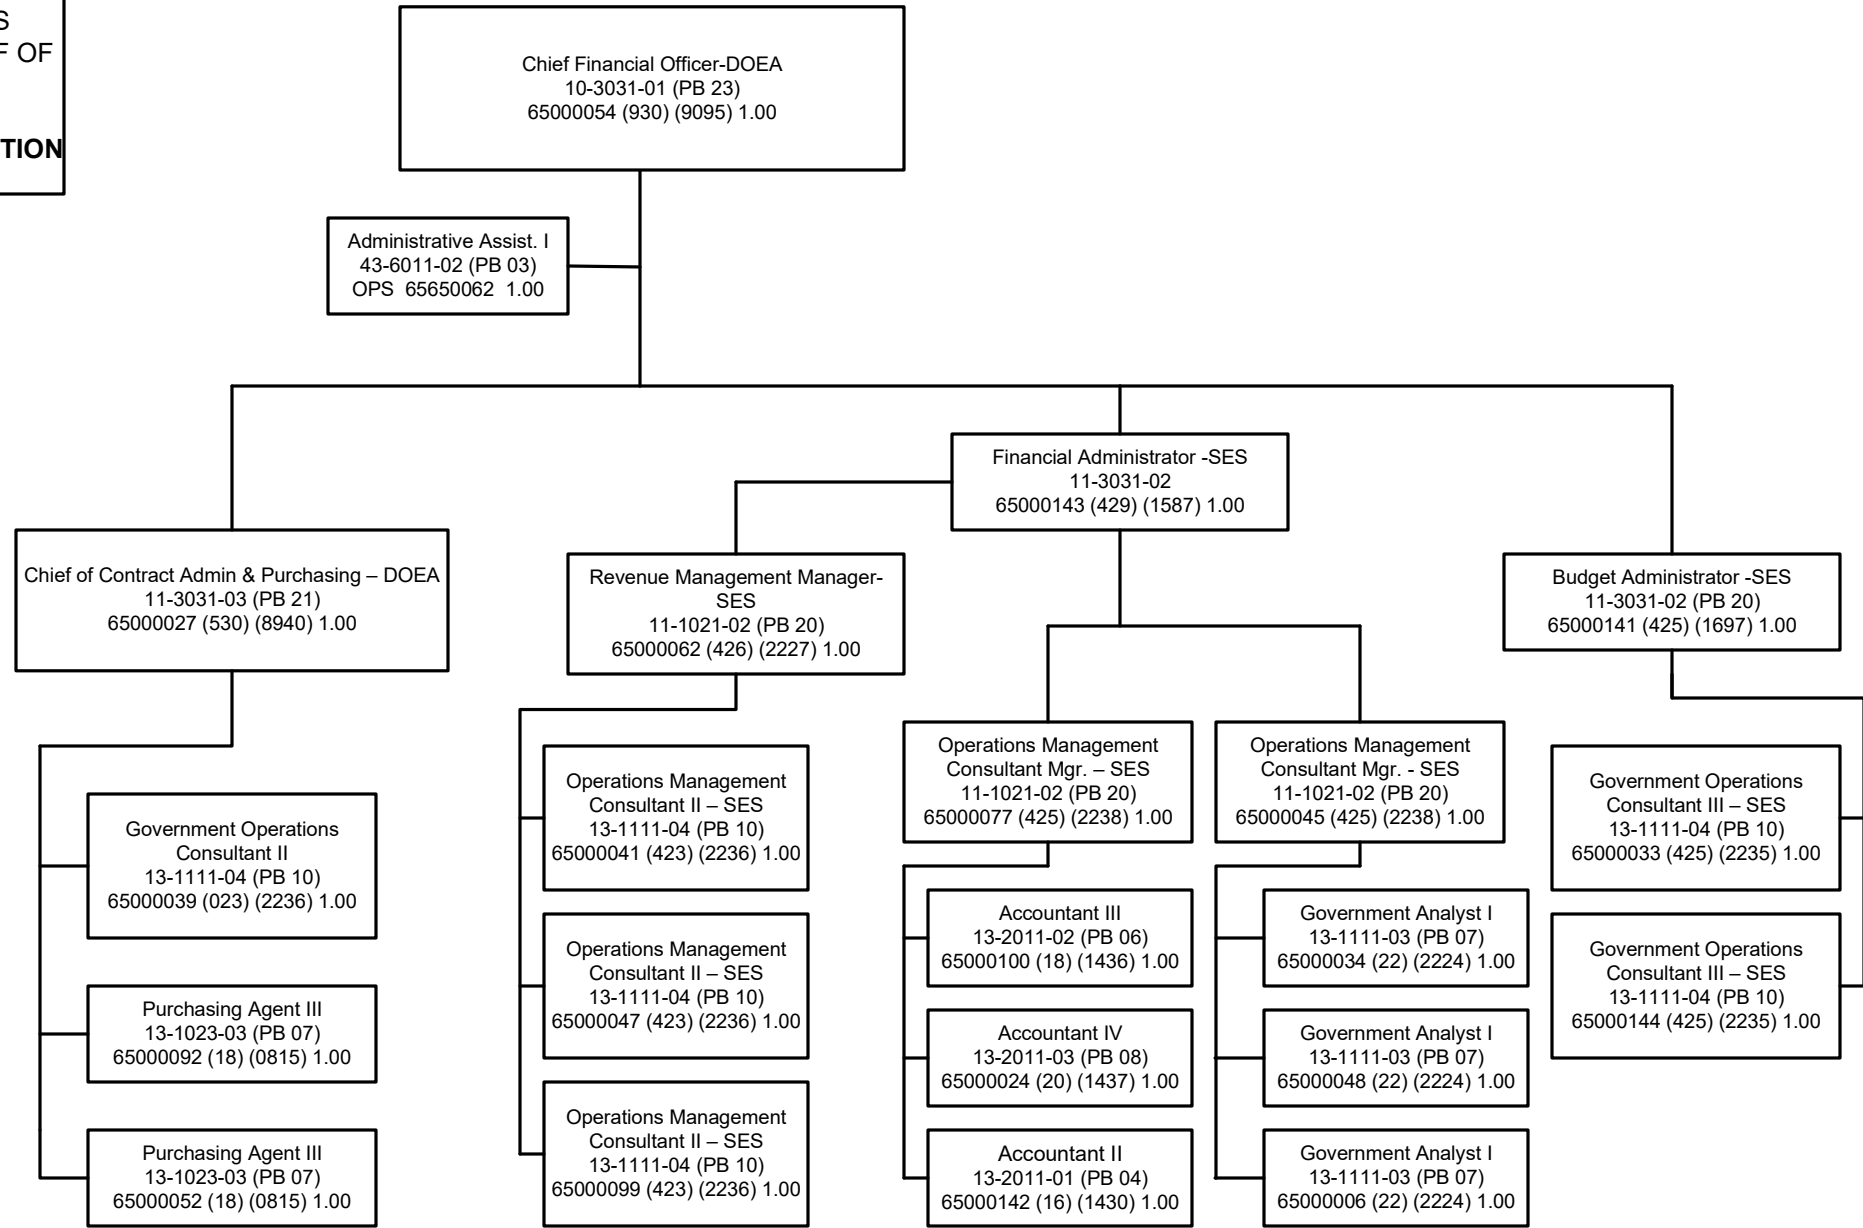 S
F OF
TION
Chief Financial Officer-DOEA
10-3031-01 (PB 23)
65000054 (930) (9095) 1.00
Administrative Assist. I
43-6011-02 (PB 03)
OPS 65650062 1.00
Financial Administrator -SES
11-3031-02
65000143 (429) (1587) 1.00
Chief of Contract Admin & Purchasing – DOEA
11-3031-03 (PB 21)
65000027 (530) (8940) 1.00
Revenue Management Manager-
SES
11-1021-02 (PB 20)
65000062 (426) (2227) 1.00
Budget Administrator -SES
11-3031-02 (PB 20)
65000141 (425) (1697) 1.00
Government Operations
Consultant II
13-1111-04 (PB 10)
65000039 (023) (2236) 1.00
Purchasing Agent III
13-1023-03 (PB 07)
65000092 (18) (0815) 1.00
Purchasing Agent III
13-1023-03 (PB 07)
65000052 (18) (0815) 1.00
Operations Management
Consultant II – SES
13-1111-04 (PB 10)
65000041 (423) (2236) 1.00
Operations Management
Consultant II – SES
13-1111-04 (PB 10)
65000047 (423) (2236) 1.00
Operations Management
Consultant II – SES
13-1111-04 (PB 10)
65000099 (423) (2236) 1.00
Operations Management
Consultant Mgr. – SES
11-1021-02 (PB 20)
65000077 (425) (2238) 1.00
Accountant III
13-2011-02 (PB 06)
65000100 (18) (1436) 1.00
Accountant IV
13-2011-03 (PB 08)
65000024 (20) (1437) 1.00
Accountant II
13-2011-01 (PB 04)
65000142 (16) (1430) 1.00
Operations Management
Consultant Mgr. - SES
11-1021-02 (PB 20)
65000045 (425) (2238) 1.00
Government Analyst I
13-1111-03 (PB 07)
65000034 (22) (2224) 1.00
Government Analyst I
13-1111-03 (PB 07)
65000048 (22) (2224) 1.00
Government Analyst I
13-1111-03 (PB 07)
65000006 (22) (2224) 1.00
Government Operations
Consultant III – SES
13-1111-04 (PB 10)
65000033 (425) (2235) 1.00
Government Operations
Consultant III – SES
13-1111-04 (PB 10)
65000144 (425) (2235) 1.00